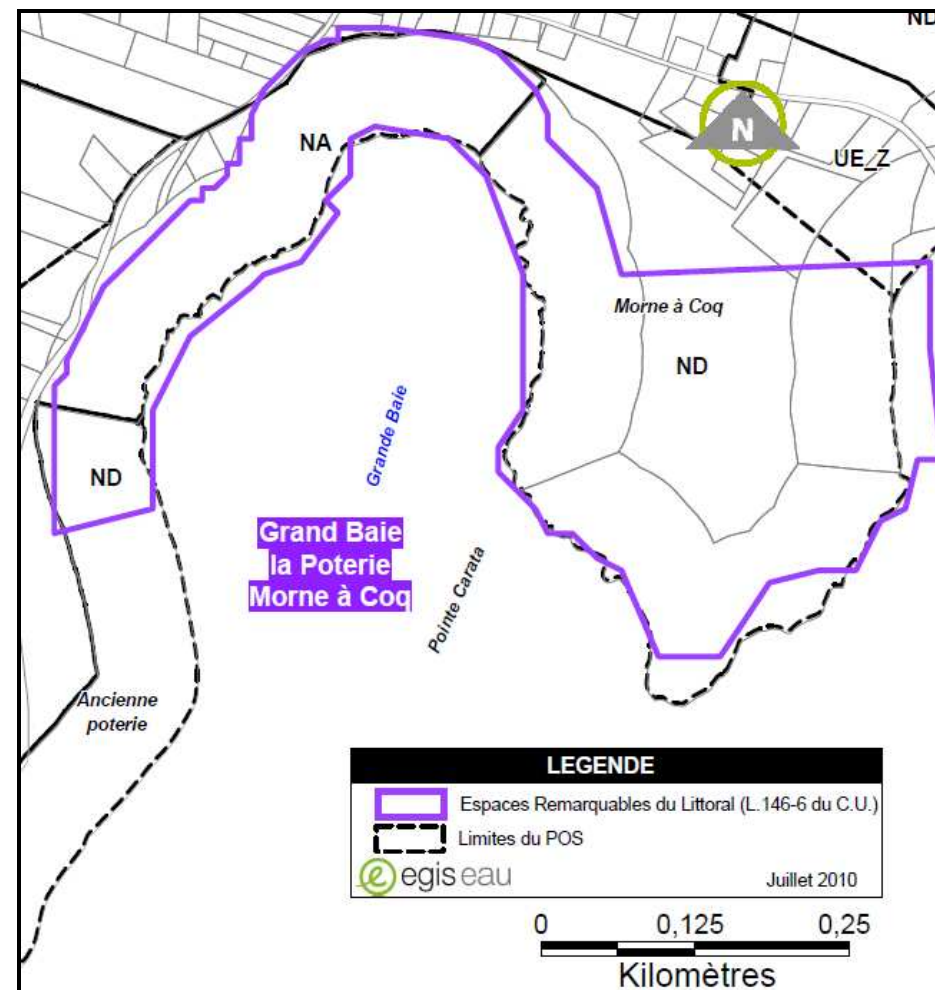 ND
N
NA
UE_Z
Morne à Coq
ND
Grande Baie
ND
Grand Baie
la Poterie
Morne à Coq
Pointe Carata
Ancienne
poterie
LEGENDE
Espaces Remarquables du Littoral (L.146-6 du C.U.)
Limites du POS
egis eau
Juillet 2010
0 0,125 0,25
Kilomètres